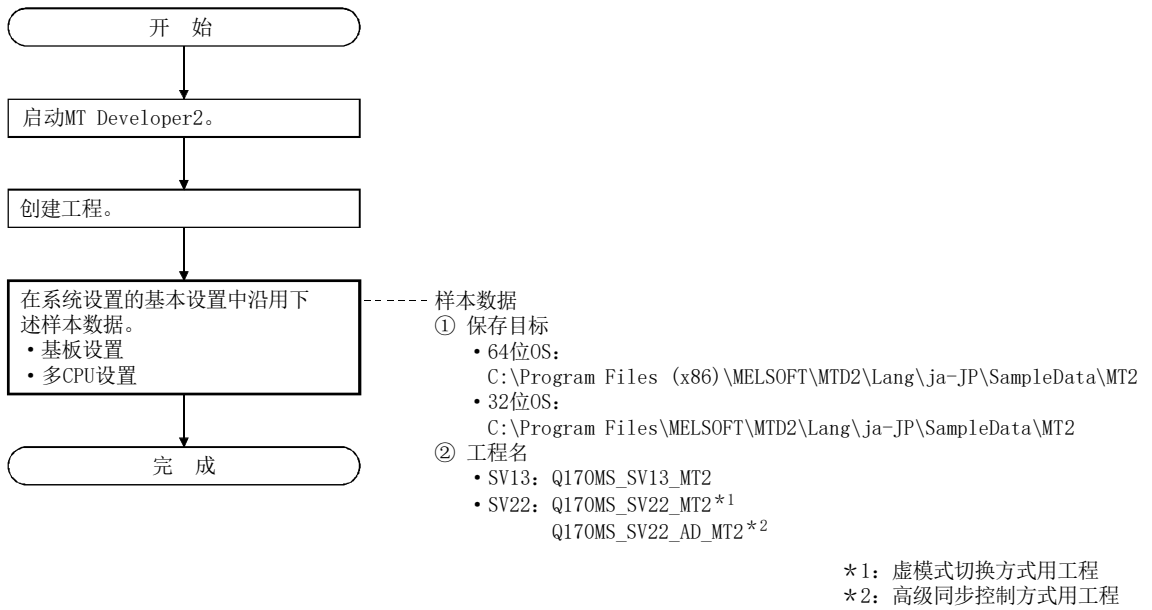 开 始
启动MT Developer2。
创建工程。
在系统设置的基本设置中沿用下
述样本数据。
・基板设置
・多CPU设置
完 成
样本数据
① 保存目标
・64位OS：
C:\Program Files (x86)\MELSOFT\MTD2\Lang\ja-JP\SampleData\MT2
・32位OS：
C:\Program Files\MELSOFT\MTD2\Lang\ja-JP\SampleData\MT2
② 工程名
・SV13：Q170MS_SV13_MT2
・SV22：Q170MS_SV22_MT2＊1
Q170MS_SV22_AD_MT2＊2
＊1：虚模式切换方式用工程
＊2：高级同步控制方式用工程